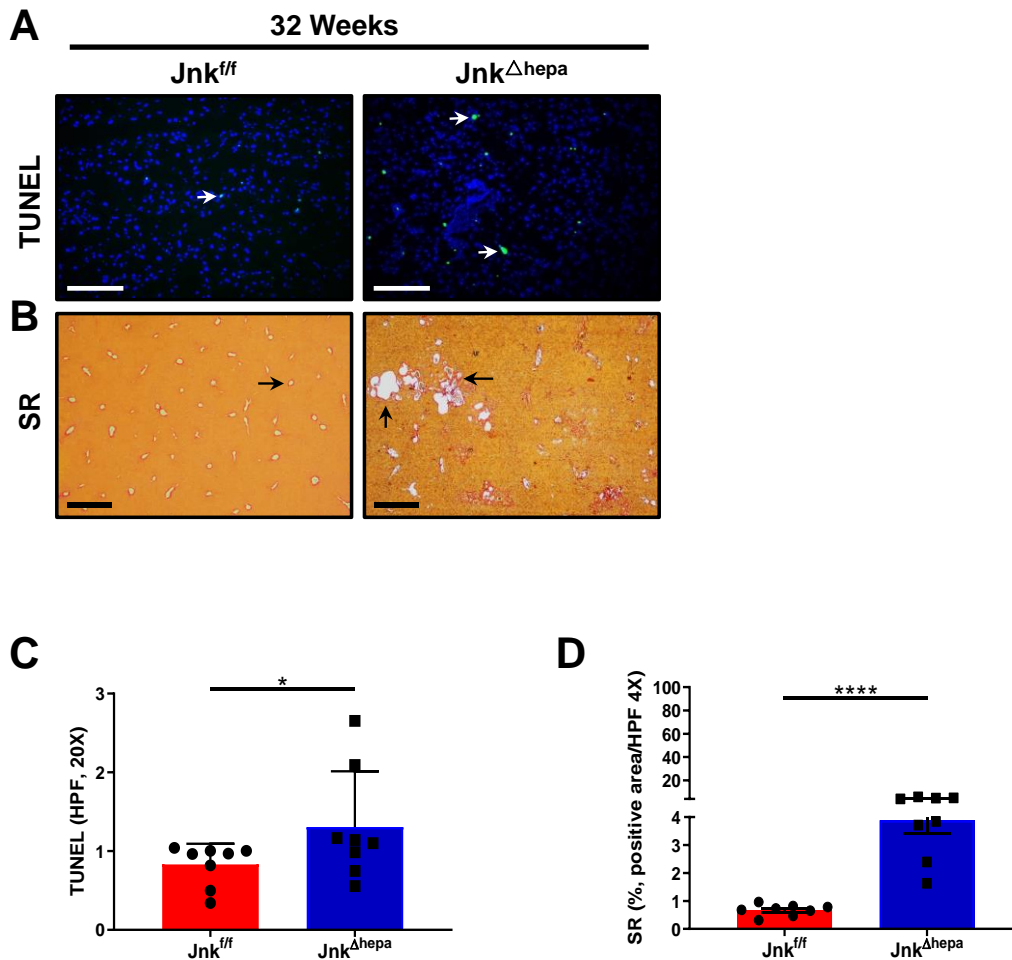 A
32 Weeks
Jnk^f/f
Jnk^△hepa
TUNEL
B
SR
C
D
TUNEL (HPF, 20X)
3
2
1
0
*
Jnk^f/f
Jnk^Δhepa
SR (%, positive area/HPF 4X)
100
80
60
40
20
4
3
2
1
0
****
Jnk^f/f
Jnk^Δhepa